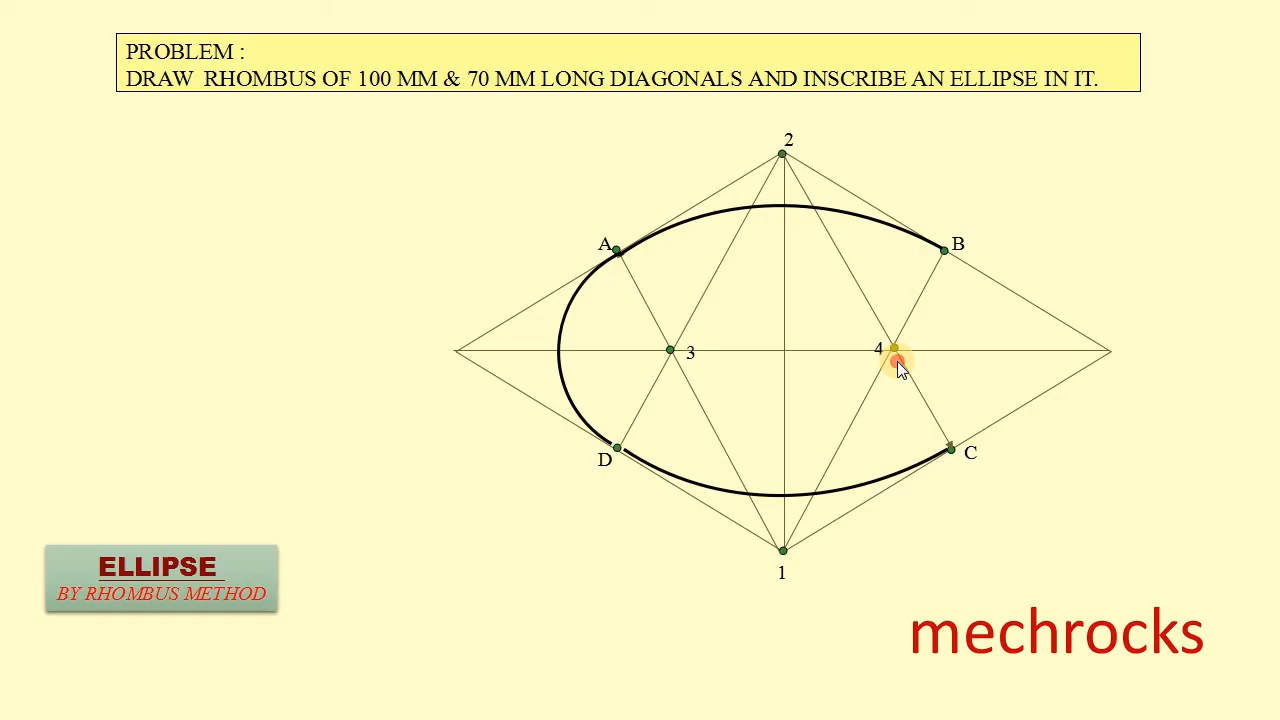 PROBLEM :
DRAW RHOMBUS OF 100 MM & 70 MM LONG DIAGONALS AND INSCRIBE AN ELLIPSE IN IT.
2
A
B
3
4
D
C
1
ELLIPSE
BY RHOMBUS METHOD
mechrocks